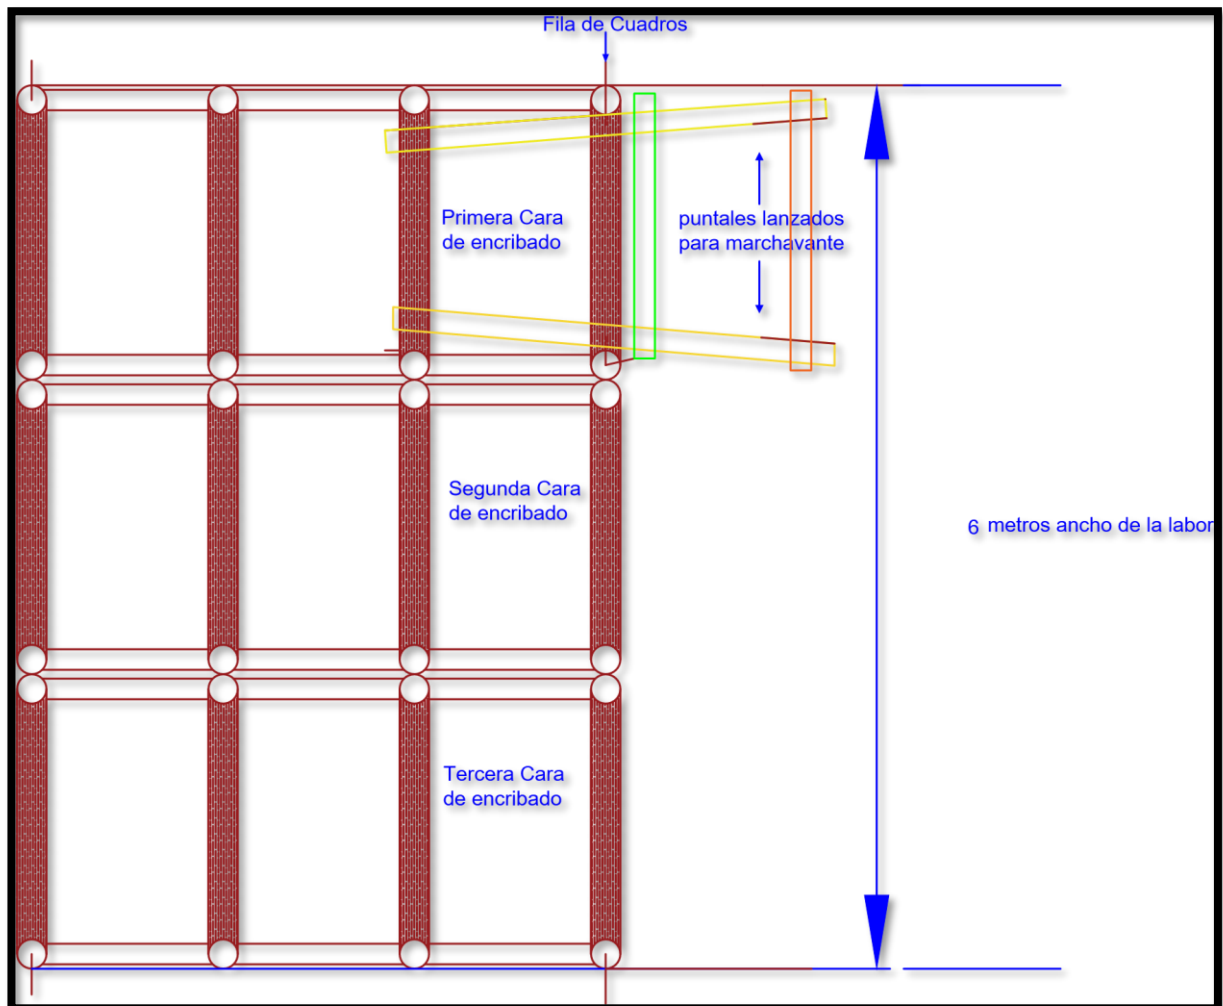 Fila de Cuadros
Primera Cara
de encribado
puntales lanzados
para marchavante
Segunda Cara
de encribado
6 metros ancho de la labor
Tercera Cara
de encribado